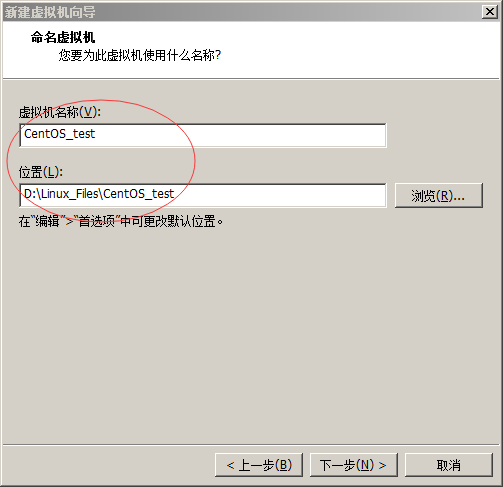 新建虚拟机向导
命名虚拟机
您要为此虚拟机使用什么名称?
虚拟机名称(V):
CentOS_test
位置(L):
D:\Linux_Files\CentOS_test
浏览(R)...
在“编辑”>“首选项”中可更改默认位置。
< 上一步(B)
下一步(N) >
取消